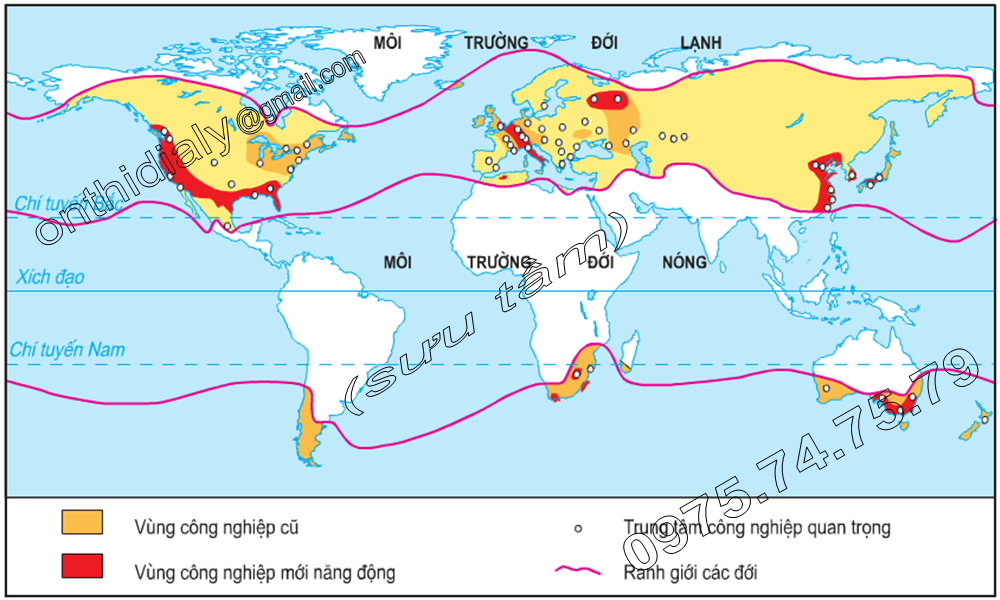 MÔI TRƯỜNG ĐỚI LẠNH
onthidialy@gmail.com
Chí tuyến Bắc
Xích đạo
MÔI TRƯỜNG ĐỚI NÓNG
(sưu tầm)
Chí tuyến Nam
0975.74.75.79
Vùng công nghiệp cũ
Trung tâm công nghiệp quan trọng
Vùng công nghiệp mới năng động
Ranh giới các đới